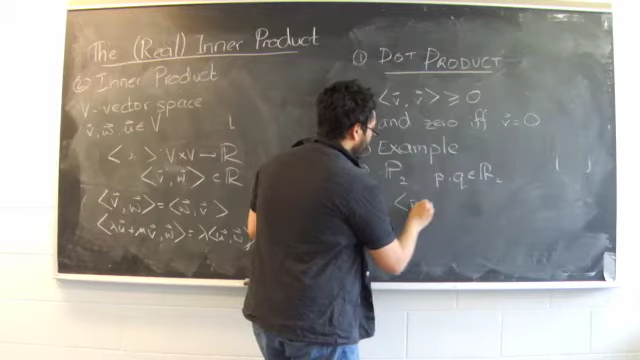 The (Real) Inner Product
② Inner Product
V-vector space
v⃗, w⃗, u⃗ ∈ V
⟨ , ⟩ : V×V → ℝ
⟨v⃗, w⃗⟩ ∈ ℝ
⟨v⃗, w⃗⟩ = ⟨w⃗, v⃗⟩
⟨λu⃗ + μv⃗, w⃗⟩ = λ⟨u⃗, w⃗⟩
① DOT PRODUCT
⟨v⃗, v⃗⟩ ≥ 0
and zero iff v⃗ = 0
Example
ℙ₂ p, q ∈ ℙ₂
⟨